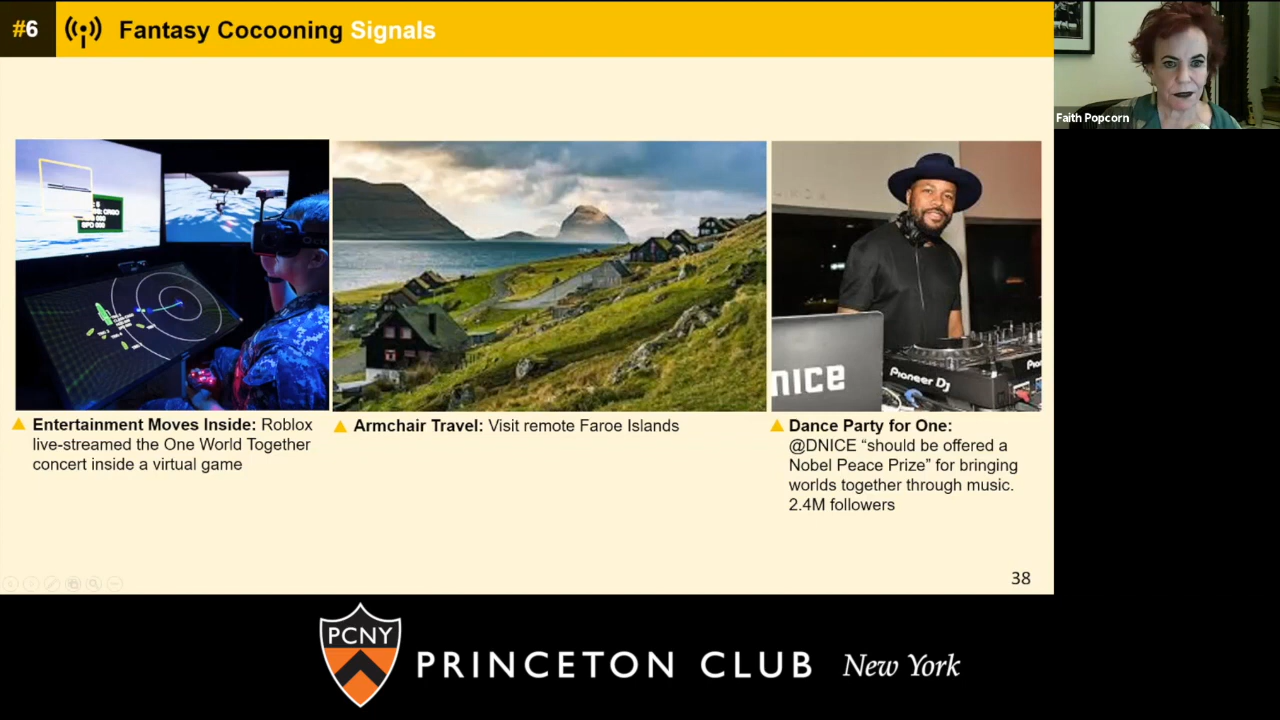 #6
Fantasy Cocooning Signals
Faith Popcorn
NICE
Pioneer DJ
Entertainment Moves Inside: Roblox
live-streamed the One World Together
concert inside a virtual game
Armchair Travel: Visit remote Faroe Islands
Dance Party for One:
@DNICE “should be offered a
Nobel Peace Prize” for bringing
worlds together through music.
2.4M followers
38
PCNY
PRINCETON CLUB New York